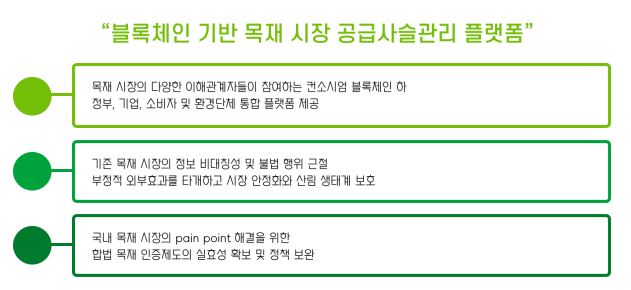 “블록체인 기반 목재 시장 공급사슬관리 플랫폼”
목재 시장의 다양한 이해관계자들이 참여하는 컨소시엄 블록체인 하
정부, 기업, 소비자 및 환경단체 통합 플랫폼 제공
기존 목재 시장의 정보 비대칭성 및 불법 행위 근절
부정적 외부효과를 타개하고 시장 안정화와 산림 생태계 보호
국내 목재 시장의 pain point 해결을 위한
합법 목재 인증제도의 실효성 확보 및 정책 보완